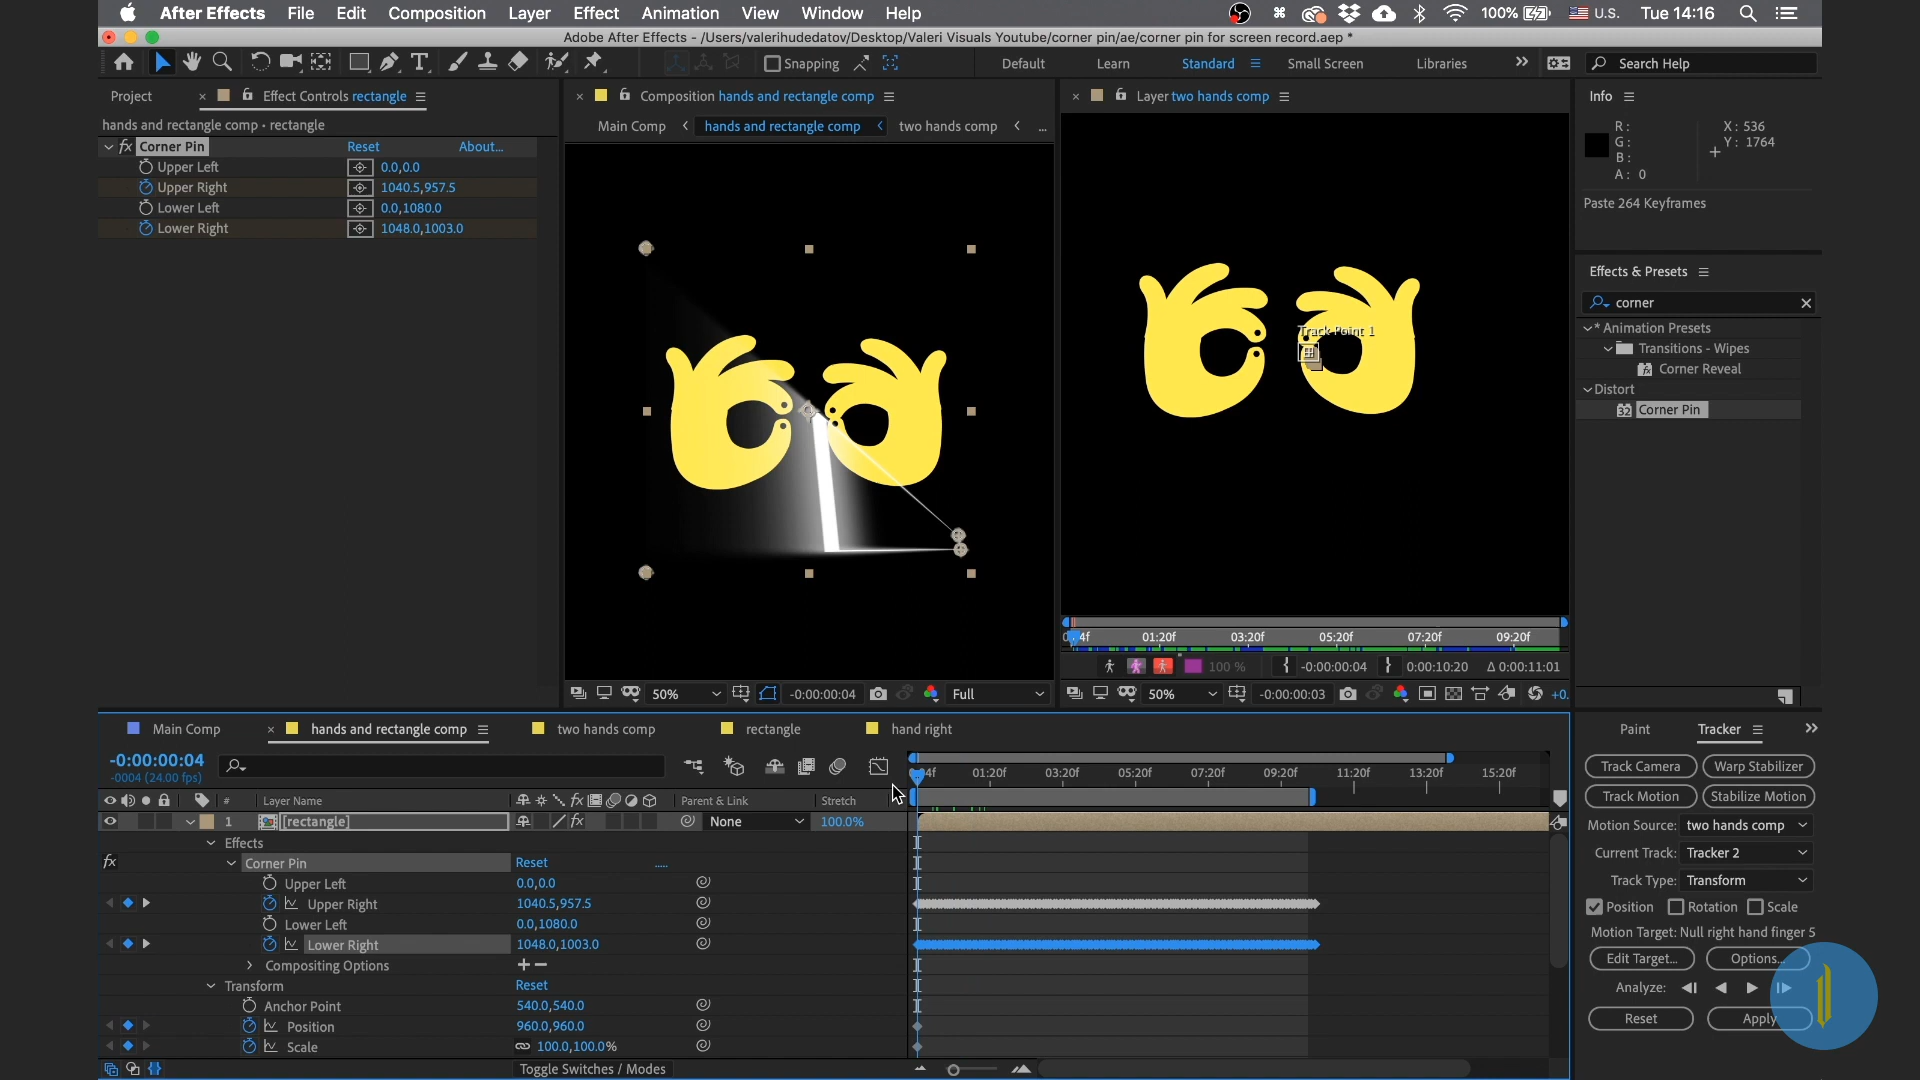 After Effects File Edit Composition Layer Effect Animation View Window Help 100% U.S. Tue 14:16
Adobe After Effects - /Users/valerihudedatov/Desktop/Valeri Visuals Youtube/corner pin/ae/corner pin for screen record.aep *
Snapping Default Learn Standard Small Screen Libraries Search Help
Project Effect Controls rectangle
hands and rectangle comp • rectangle
fx Corner Pin Reset About...
Upper Left 0.0,0.0
Upper Right 1040.5,957.5
Lower Left 0.0,1080.0
Lower Right 1048.0,1003.0
Composition hands and rectangle comp
Main Comp hands and rectangle comp two hands comp ...
50% -0:00:00:04 Full
Layer two hands comp
Track Point 1
4f 01:20f 03:20f 05:20f 07:20f 09:20f
100 % -0:00:00:04 0:00:10:20 Δ 0:00:11:01
50% -0:00:00:03 +0.
Info
R:
G:
B:
A: 0
X: 536
Y: 1764
Paste 264 Keyframes
Effects & Presets
corner
* Animation Presets
Transitions - Wipes
Corner Reveal
Distort
32 Corner Pin
Main Comp hands and rectangle comp two hands comp rectangle hand right
-0:00:00:04
-0004 (24.00 fps)
4f 01:20f 03:20f 05:20f 07:20f 09:20f 11:20f 13:20f 15:20f
# Layer Name fx Parent & Link Stretch
1 [rectangle] fx None 100.0%
Effects
fx Corner Pin Reset .....
Upper Left 0.0,0.0
Upper Right 1040.5,957.5
Lower Left 0.0,1080.0
Lower Right 1048.0,1003.0
Compositing Options + −
Transform Reset
Anchor Point 540.0,540.0
Position 960.0,960.0
Scale 100.0,100.0%
Toggle Switches / Modes
Paint Tracker
Track Camera Warp Stabilizer
Track Motion Stabilize Motion
Motion Source: two hands comp
Current Track: Tracker 2
Track Type: Transform
Position Rotation Scale
Motion Target: Null right hand finger 5
Edit Target... Options...
Analyze:
Reset Apply